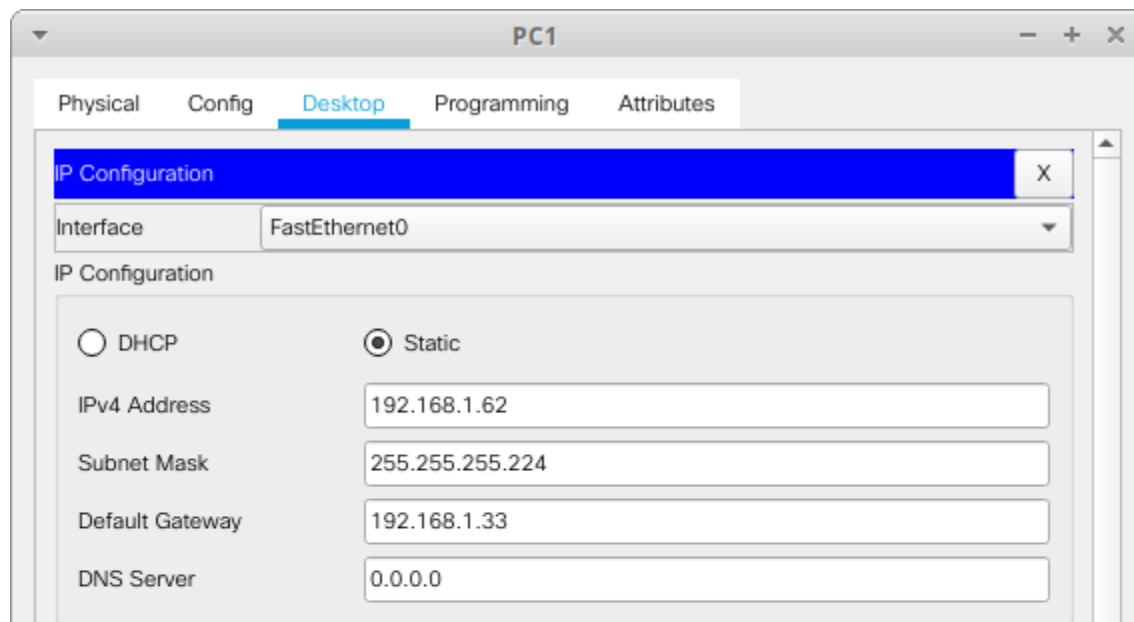 PC1
Physical Config Desktop Programming Attributes
IP Configuration X
Interface FastEthernet0
IP Configuration
DHCP Static
IPv4 Address 192.168.1.62
Subnet Mask 255.255.255.224
Default Gateway 192.168.1.33
DNS Server 0.0.0.0